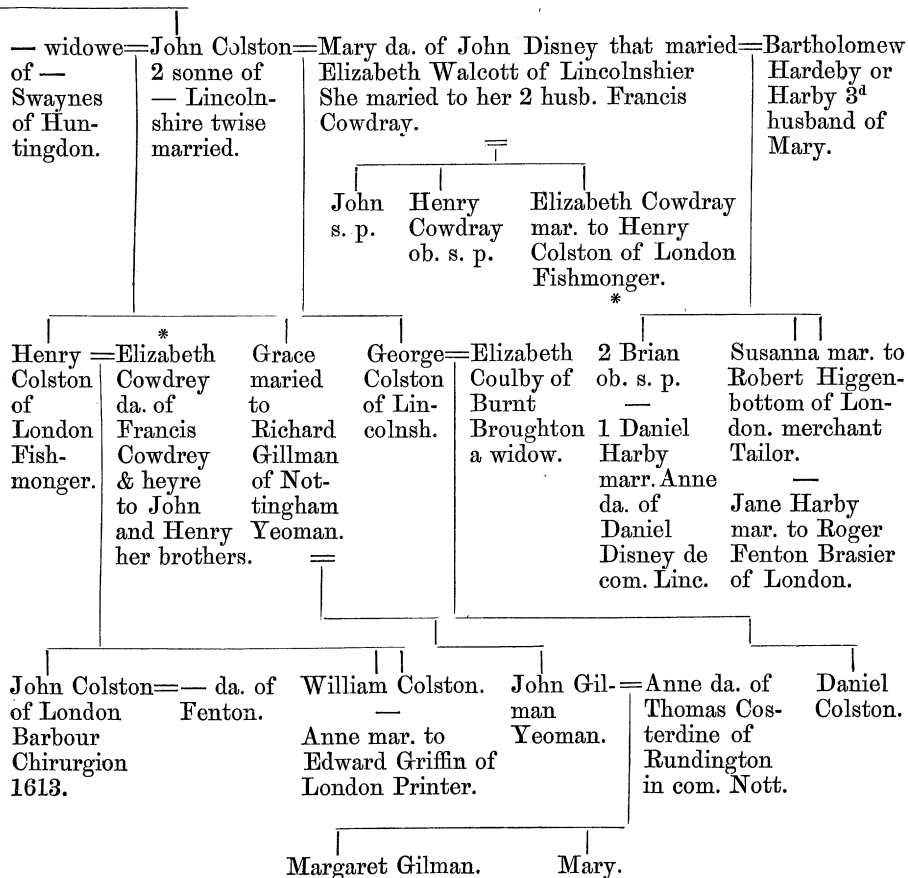 — widowe=John Colston=Mary da. of John Disney that maried=Bartholomew
of —
Swaynes
of Hun-
tingdon.
2 sonne of
— Lincoln-
shire twise
married.
Elizabeth Walcott of Lincolnshier
She maried to her 2 husb. Francis
Cowdray.
Hardeby or
Harby 3d
husband of
Mary.
=
John
s. p.
Henry
Cowdray
ob. s. p.
Elizabeth Cowdray
mar. to Henry
Colston of London
Fishmonger.
*
Henry =
Colston
of
London
Fish-
monger.
*
Elizabeth
Cowdrey
da. of
Francis
Cowdrey
& heyre
to John
and Henry
her brothers.
Grace
maried
to
Richard
Gillman
of Not-
tingham
Yeoman.
=
George=
Colston
of Lin-
colnsh.
Elizabeth
Coulby of
Burnt
Broughton
a widow.
2 Brian
ob. s. p.
—
1 Daniel
Harby
marr. Anne
da. of
Daniel
Disney de
com. Linc.
Susanna mar. to
Robert Higgen-
bottom of Lon-
don. merchant
Tailor.
—
Jane Harby
mar. to Roger
Fenton Brasier
of London.
John Colston=
of London
Barbour
Chirurgion
1613.
— da. of
Fenton.
William Colston.
—
Anne mar. to
Edward Griffin of
London Printer.
John Gil-=
man
Yeoman.
Anne da. of
Thomas Cos-
terdine of
Rundington
in com. Nott.
Daniel
Colston.
Margaret Gilman.
Mary.